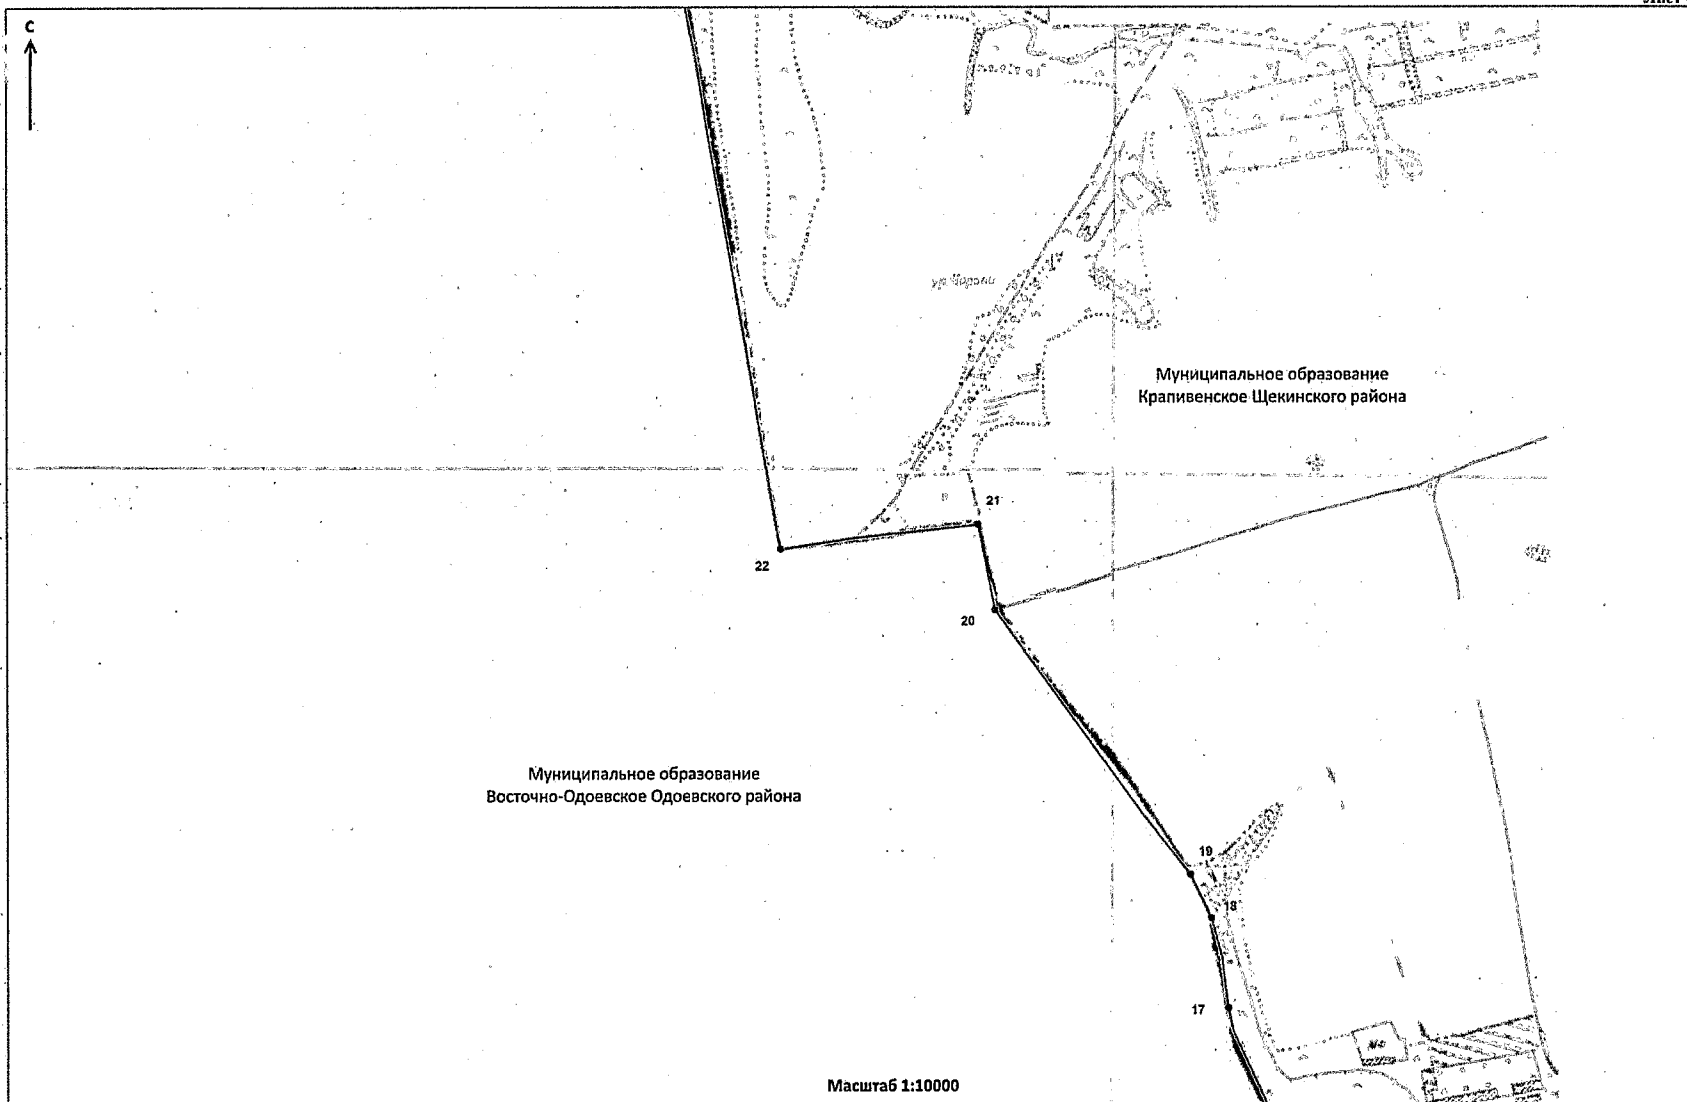 С
Муниципальное образование
Крапивенское Щекинского района
21
22
20
Муниципальное образование
Восточно-Одоевское Одоевского района
19
18
17
Масштаб 1:10000